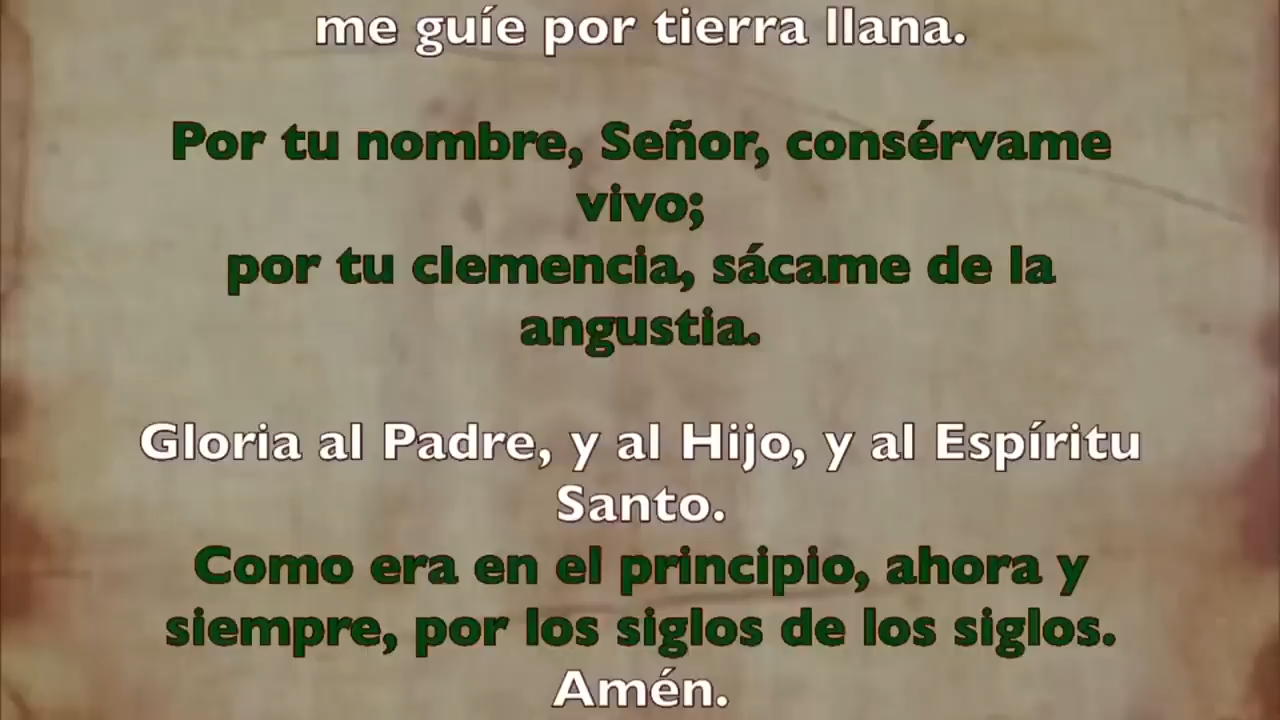 me guíe por tierra llana.
Por tu nombre, Señor, consérvame
vivo;
por tu clemencia, sácame de la
angustia.
Gloria al Padre, y al Hijo, y al Espíritu
Santo.
Como era en el principio, ahora y
siempre, por los siglos de los siglos.
Amén.